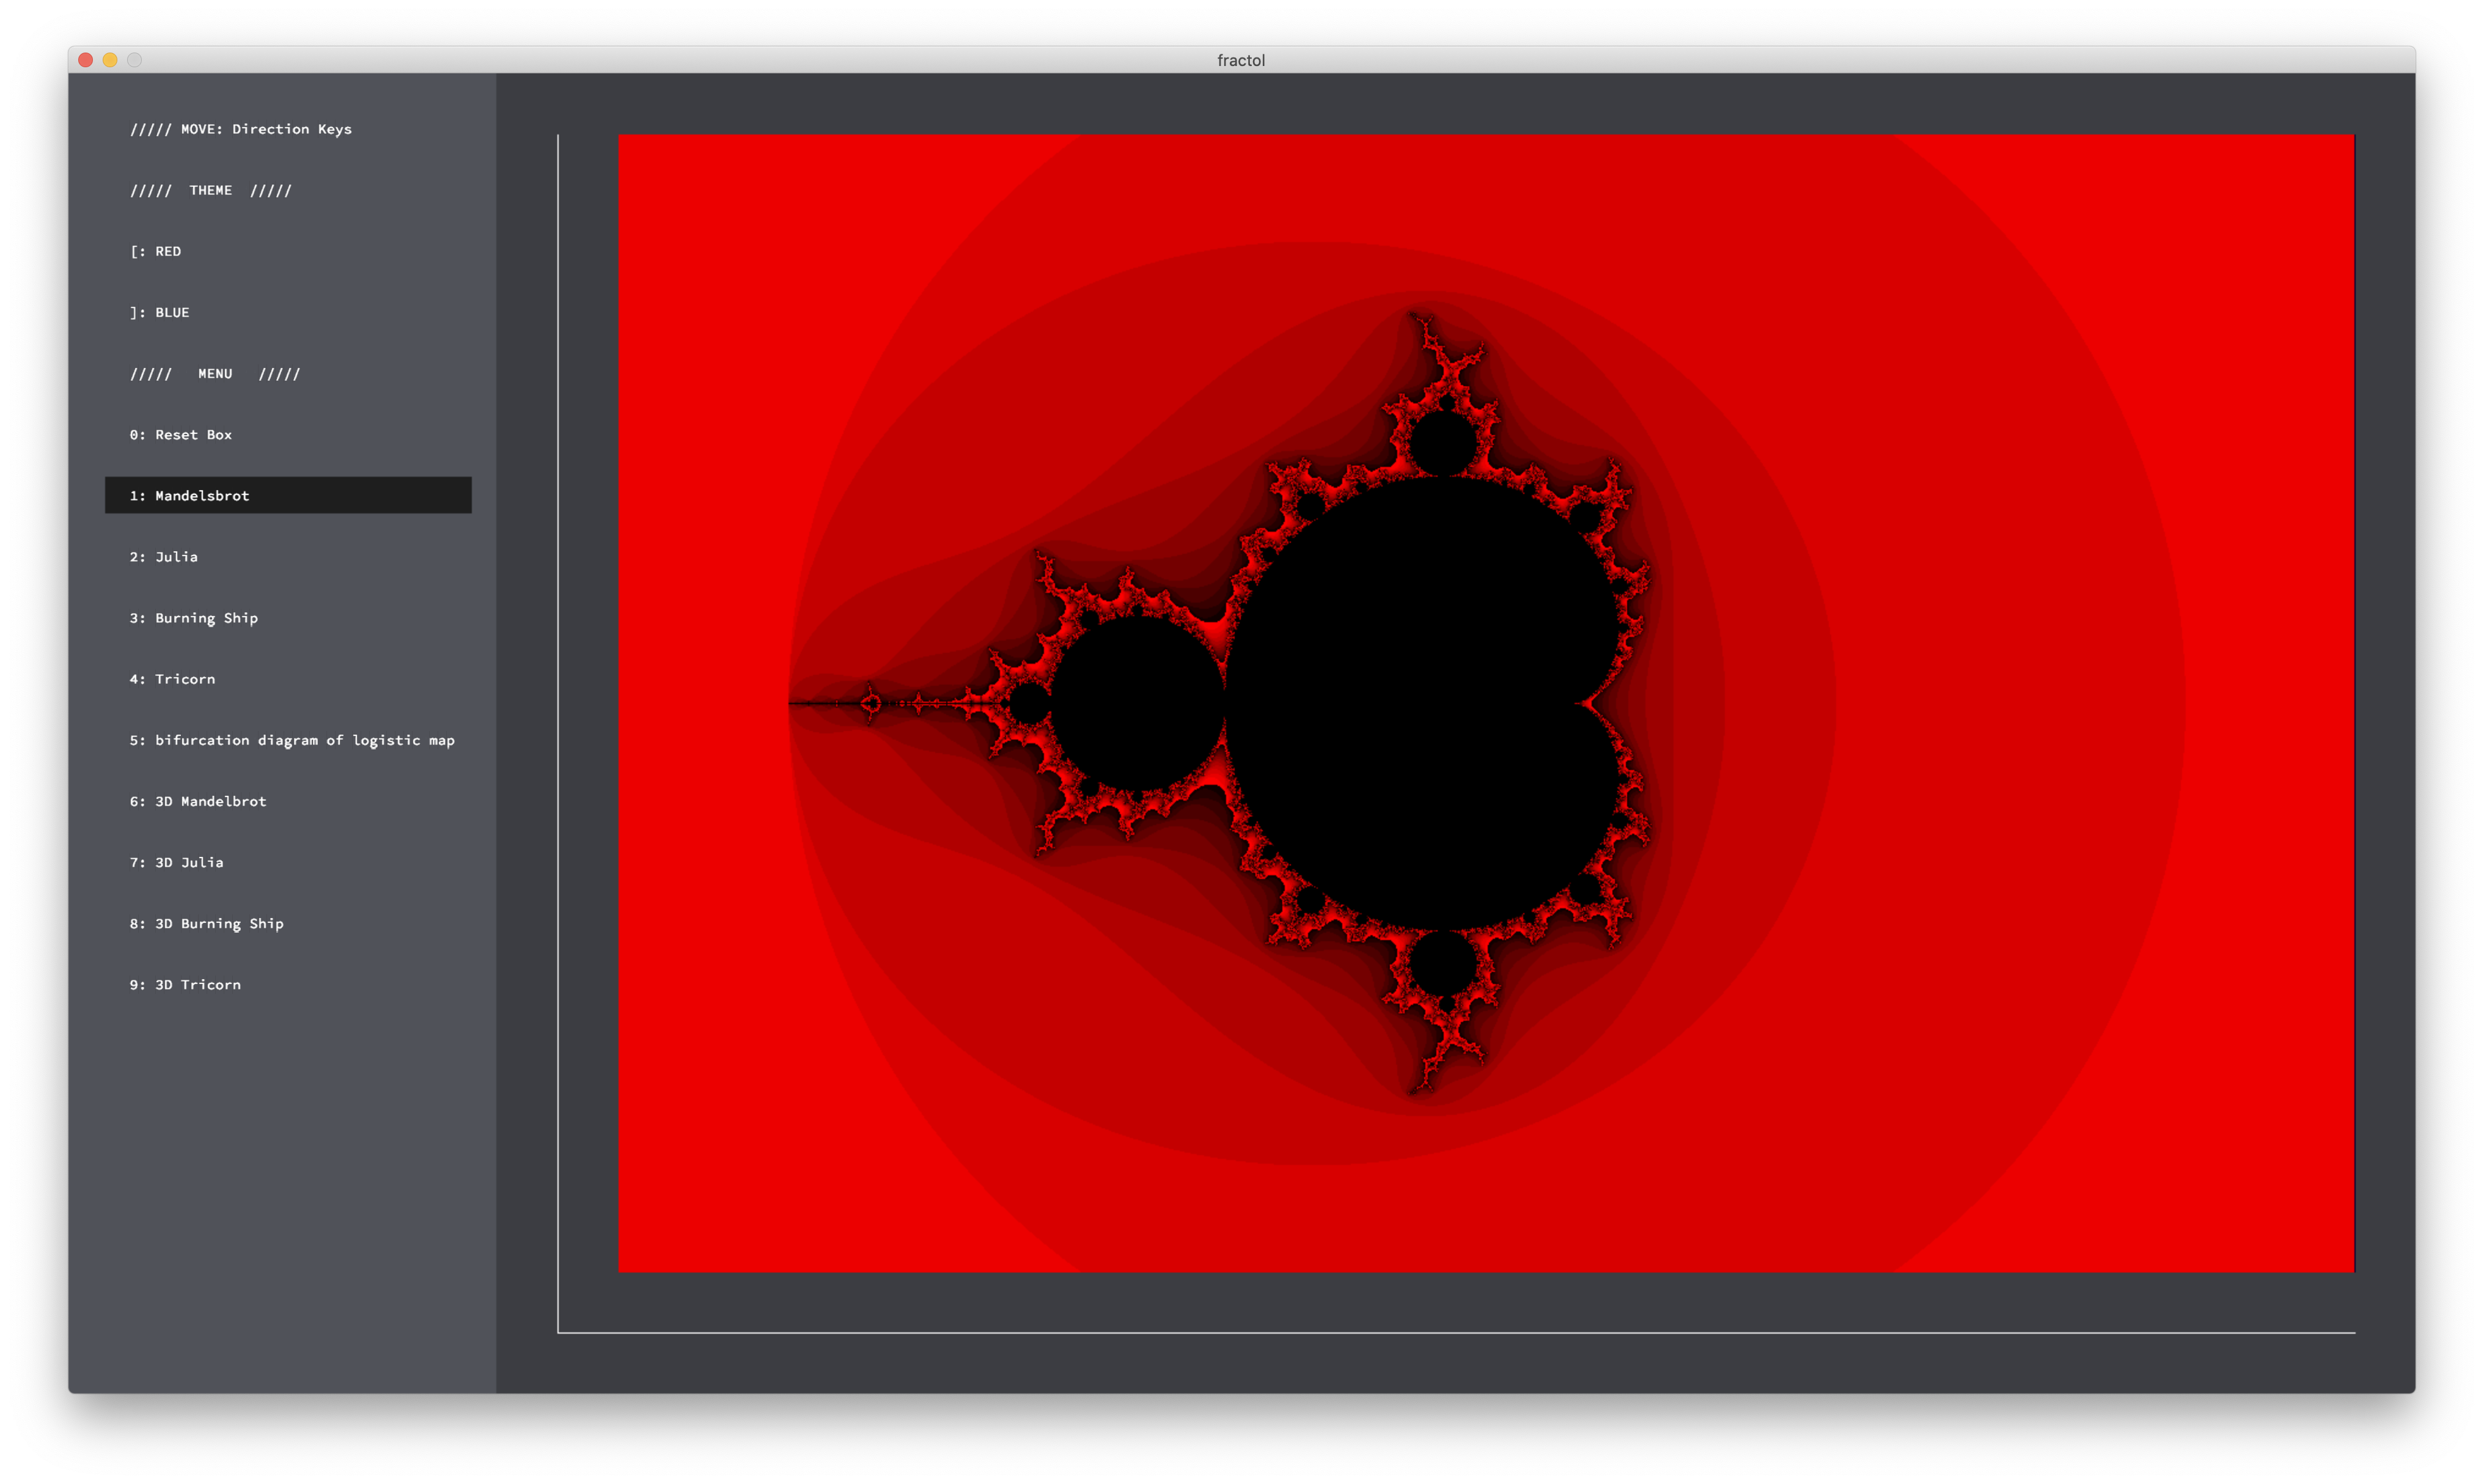 fractol
///// MOVE: Direction Keys
/////  THEME  /////
[: RED
]: BLUE
/////   MENU   /////
0: Reset Box
1: Mandelsbrot
2: Julia
3: Burning Ship
4: Tricorn
5: bifurcation diagram of logistic map
6: 3D Mandelbrot
7: 3D Julia
8: 3D Burning Ship
9: 3D Tricorn